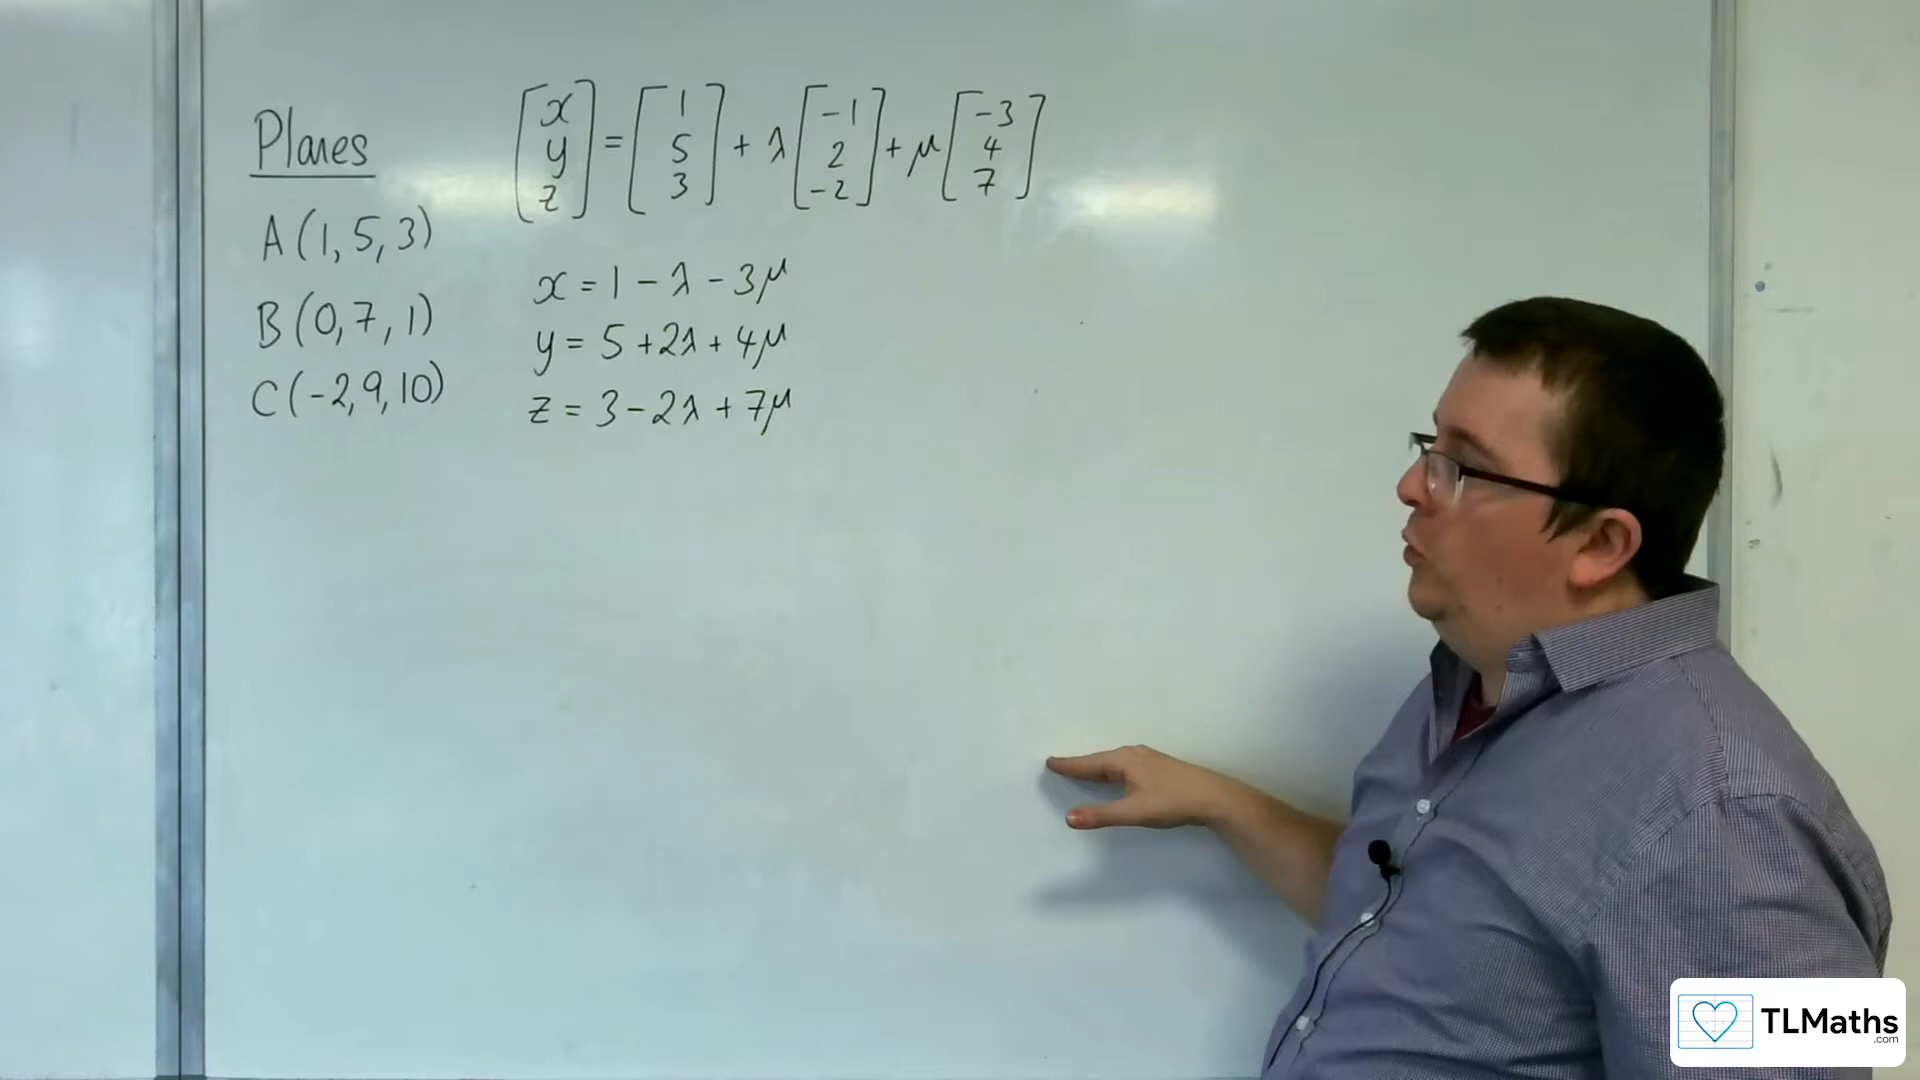 Planes
A(1, 5, 3)
B(0, 7, 1)
C(-2, 9, 10)
[x y z] = [1 5 3] + λ[-1 2 -2] + μ[-3 4 7]
x = 1 - λ - 3μ
y = 5 + 2λ + 4μ
z = 3 - 2λ + 7μ
TLMaths
.com